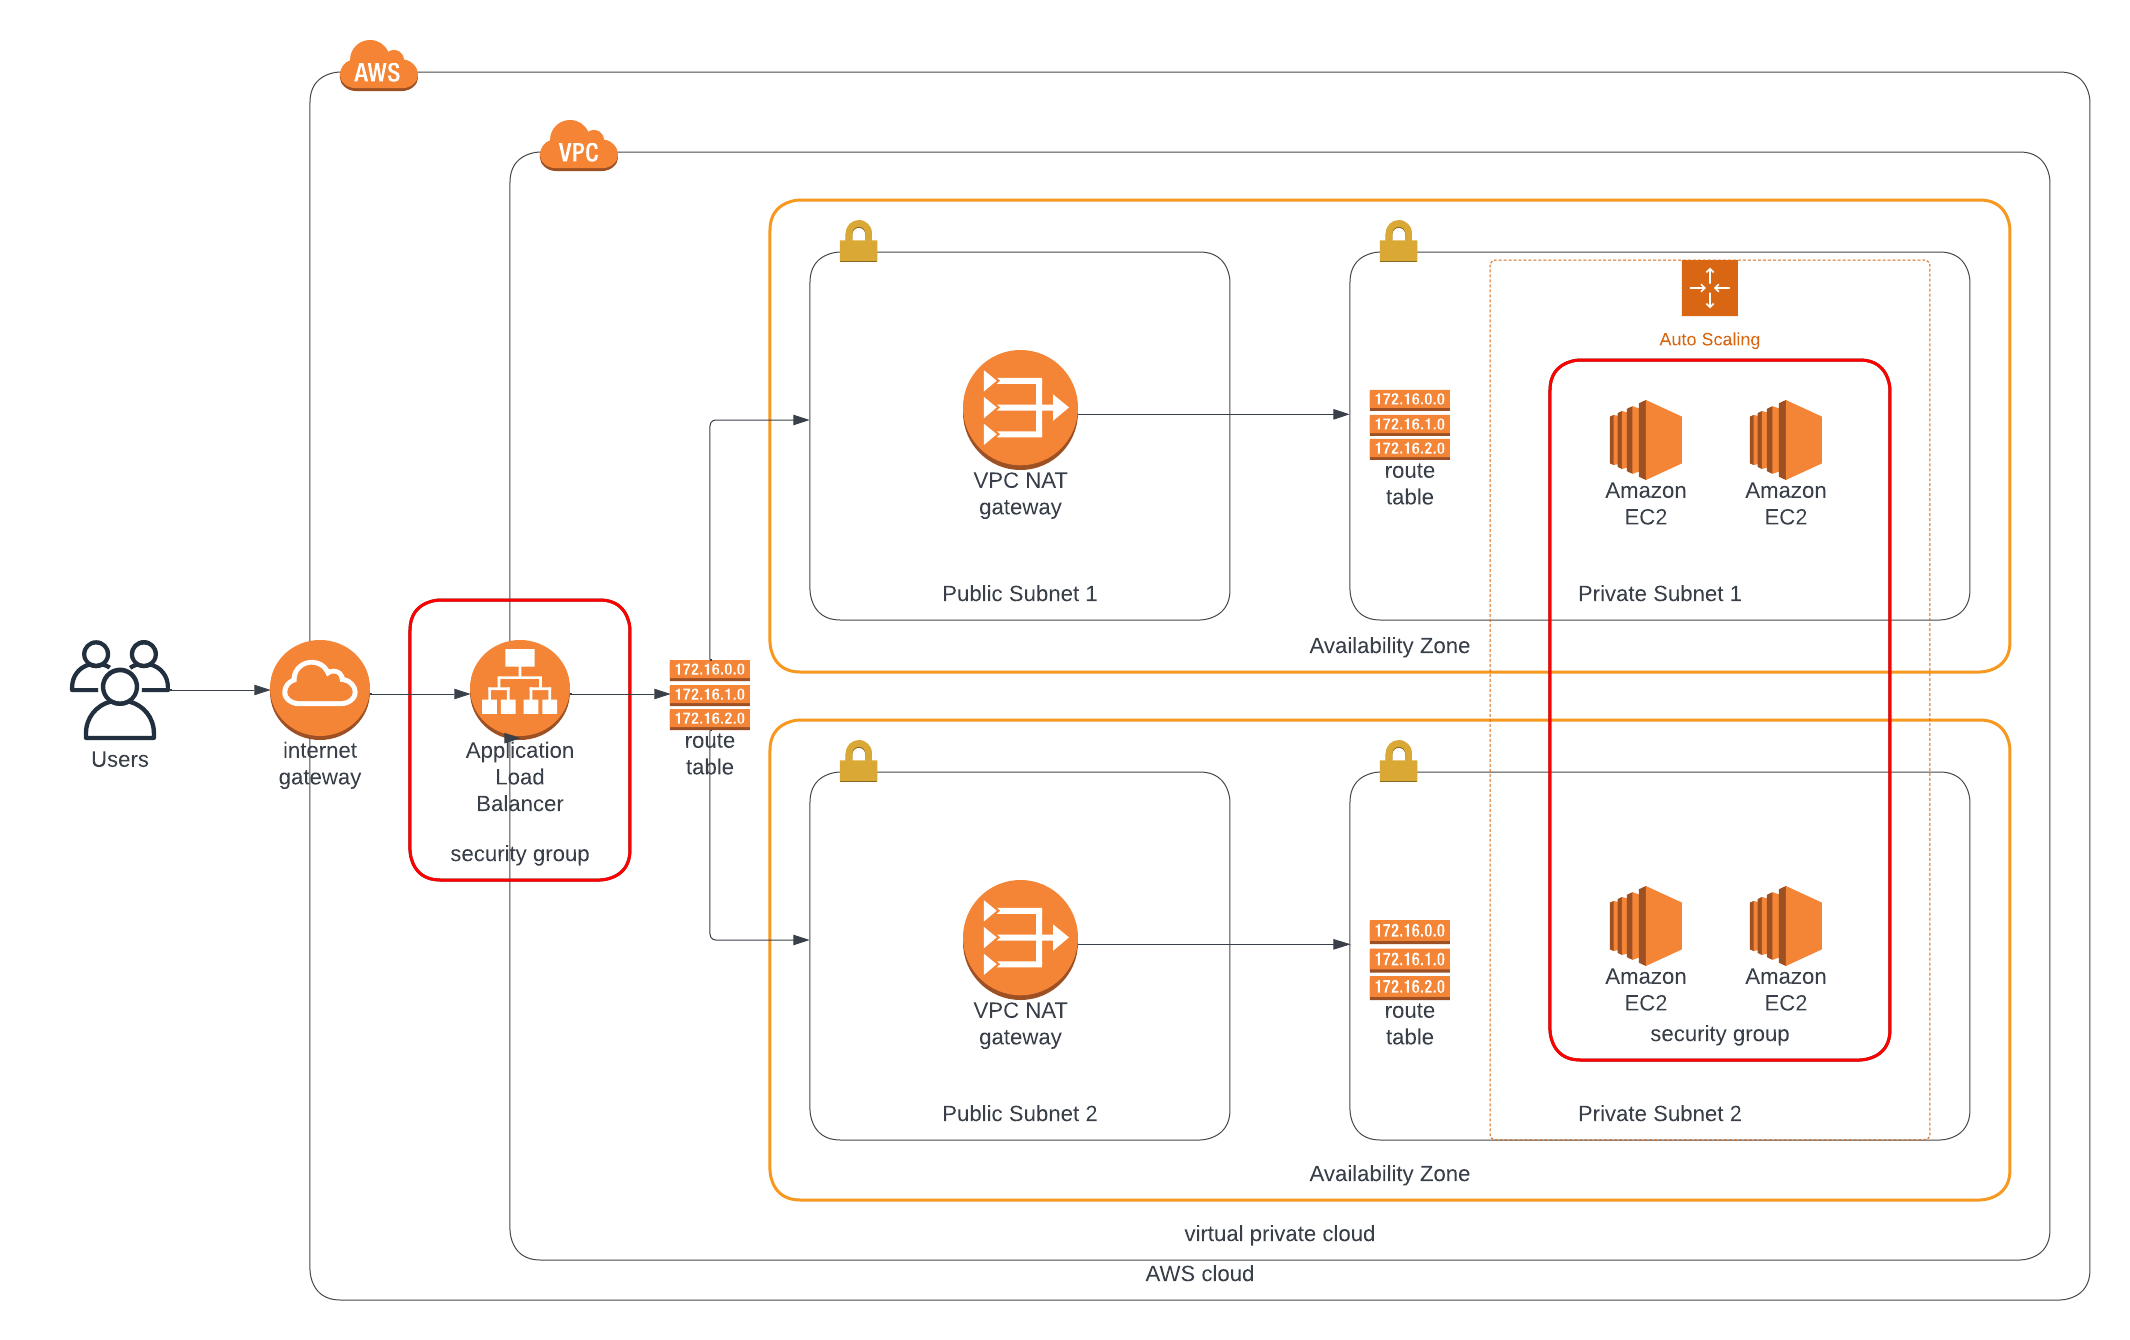 AWS
VPC
Auto Scaling
172.16.0.0
172.16.1.0
172.16.2.0
route
table
Amazon
EC2
Amazon
EC2
VPC NAT
gateway
Public Subnet 1
Private Subnet 1
Availability Zone
Users
internet
gateway
Application
Load
Balancer
security group
172.16.0.0
172.16.1.0
172.16.2.0
route
table
VPC NAT
gateway
172.16.0.0
172.16.1.0
172.16.2.0
route
table
Amazon
EC2
Amazon
EC2
security group
Public Subnet 2
Private Subnet 2
Availability Zone
virtual private cloud
AWS cloud